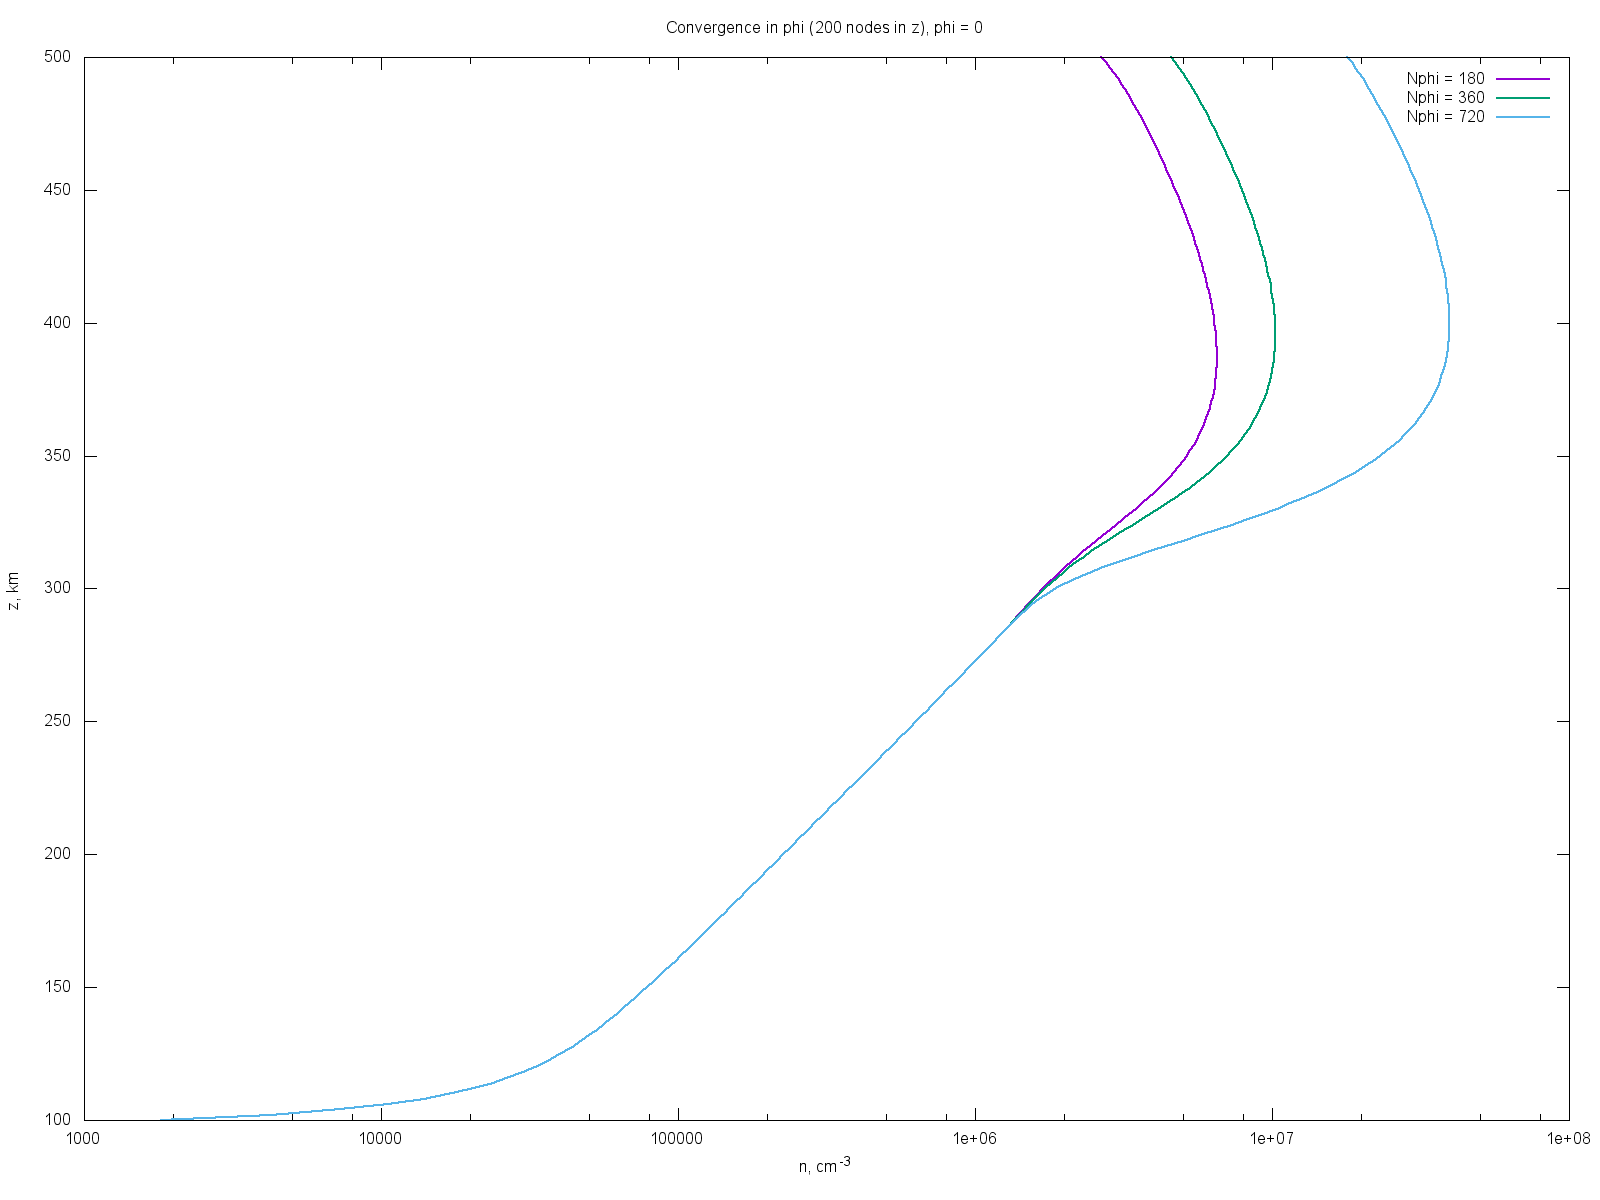 Convergence in phi (200 nodes in z), phi = 0
500
450
400
350
300
250
200
150
100
z, km
Nphi = 180
Nphi = 360
Nphi = 720
1000
10000
100000
1e+06
1e+07
1e+08
n, cm-3